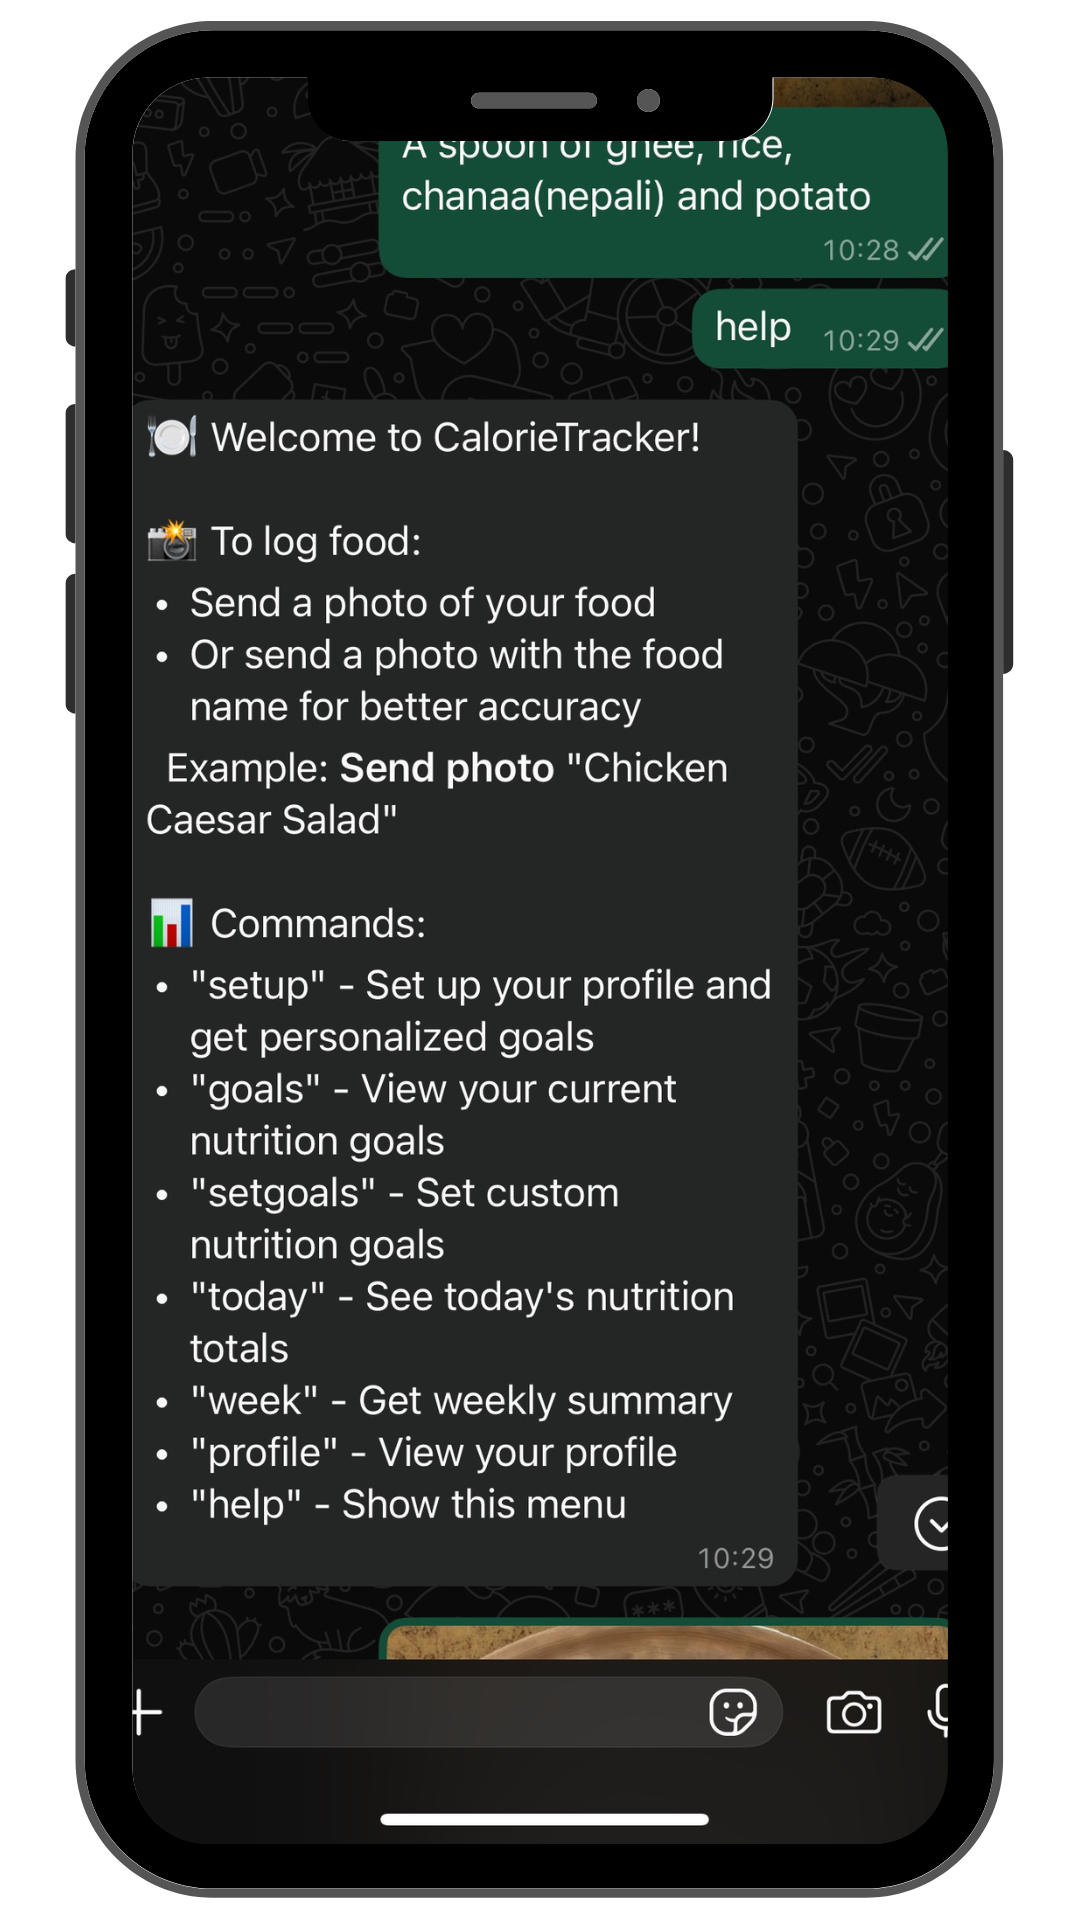 A spoon of ghee, rice,
chanaa(nepali) and potato
10:28
help 10:29
🍽️ Welcome to CalorieTracker!
📸 To log food:
• Send a photo of your food
• Or send a photo with the food
name for better accuracy
Example: Send photo "Chicken
Caesar Salad"
📊 Commands:
• "setup" - Set up your profile and
get personalized goals
• "goals" - View your current
nutrition goals
• "setgoals" - Set custom
nutrition goals
• "today" - See today's nutrition
totals
• "week" - Get weekly summary
• "profile" - View your profile
• "help" - Show this menu
10:29